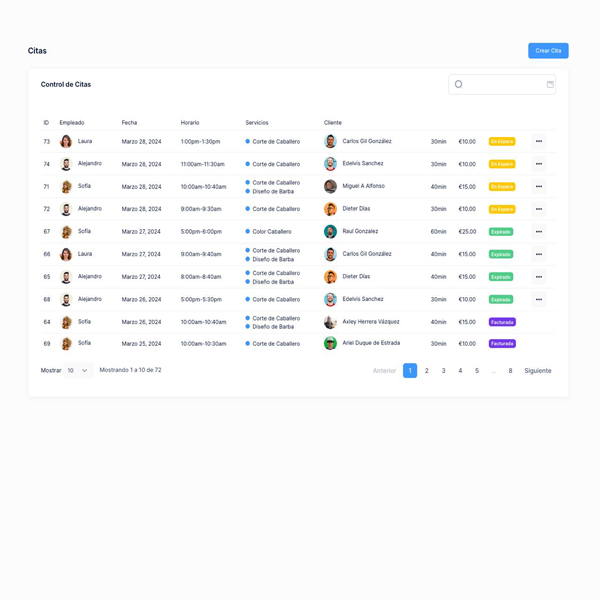 Citas
Crear Cita
Control de Citas
ID Empleado Fecha Horario Servicios Cliente
73 Laura Marzo 28, 2024 1:00pm-1:30pm Corte de Caballero Carlos Gil González 30min €10.00 En Espera
74 Alejandro Marzo 28, 2024 11:00am-11:30am Corte de Caballero Edelvis Sanchez 30min €10.00 En Espera
71 Sofía Marzo 28, 2024 10:00am-10:40am Corte de Caballero Diseño de Barba Miguel A Alfonso 40min €15.00 En Espera
72 Alejandro Marzo 28, 2024 9:00am-9:30am Corte de Caballero Dieter Días 30min €10.00 En Espera
67 Sofía Marzo 27, 2024 5:00pm-6:00pm Color Caballero Raul Gonzalez 60min €25.00 Expirado
66 Laura Marzo 27, 2024 9:00am-9:40am Corte de Caballero Diseño de Barba Carlos Gil González 40min €15.00 Expirado
65 Alejandro Marzo 27, 2024 8:00am-8:40am Corte de Caballero Diseño de Barba Dieter Días 40min €15.00 Expirado
68 Alejandro Marzo 26, 2024 5:00pm-5:30pm Corte de Caballero Edelvis Sanchez 30min €10.00 Expirado
64 Sofía Marzo 26, 2024 10:00am-10:40am Corte de Caballero Diseño de Barba Axley Herrera Vázquez 40min €15.00 Facturada
69 Sofía Marzo 25, 2024 10:00am-10:30am Corte de Caballero Ariel Duque de Estrada 30min €10.00 Facturada
Mostrar 10 Mostrando 1 a 10 de 72 Anterior 1 2 3 4 5 ... 8 Siguiente